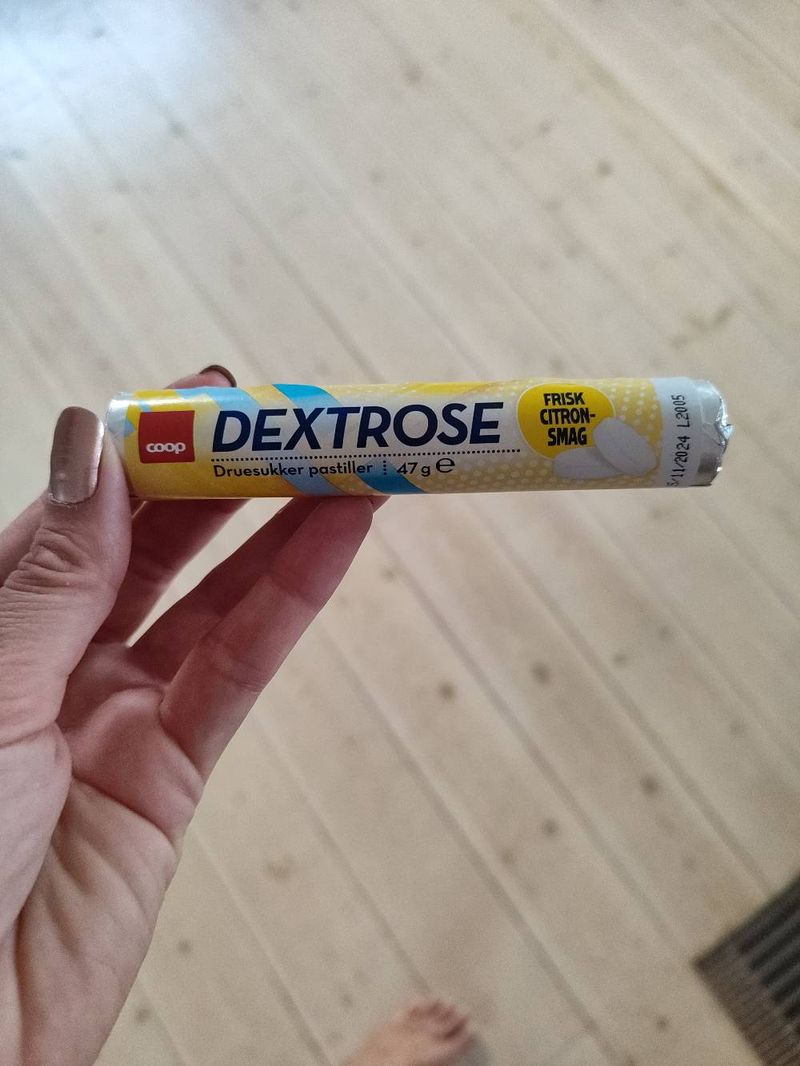 coop
DEXTROSE
Druesukker pastiller
47 g ℮
FRISK
CITRON-
SMAG
/11/2024 L2005